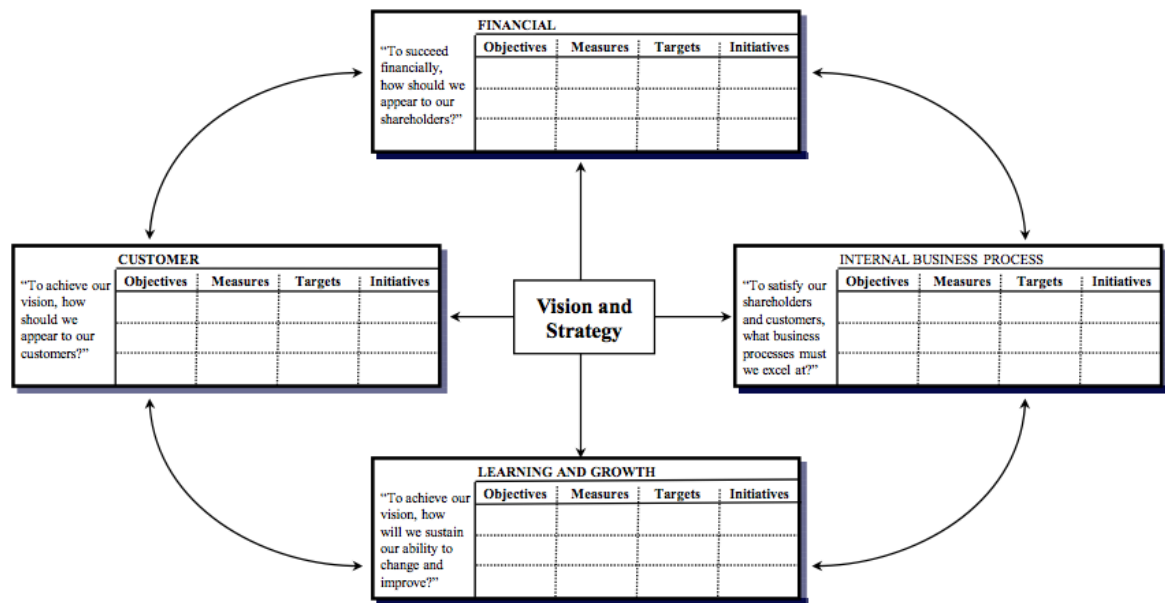 FINANCIAL
“To succeed
financially,
how should we
appear to our
shareholders?”
Objectives Measures Targets Initiatives
CUSTOMER
“To achieve our
vision, how
should we
appear to our
customers?”
Objectives Measures Targets Initiatives
Vision and
Strategy
INTERNAL BUSINESS PROCESS
“To satisfy our
shareholders
and customers,
what business
processes must
we excel at?”
Objectives Measures Targets Initiatives
LEARNING AND GROWTH
“To achieve our
vision, how
will we sustain
our ability to
change and
improve?”
Objectives Measures Targets Initiatives